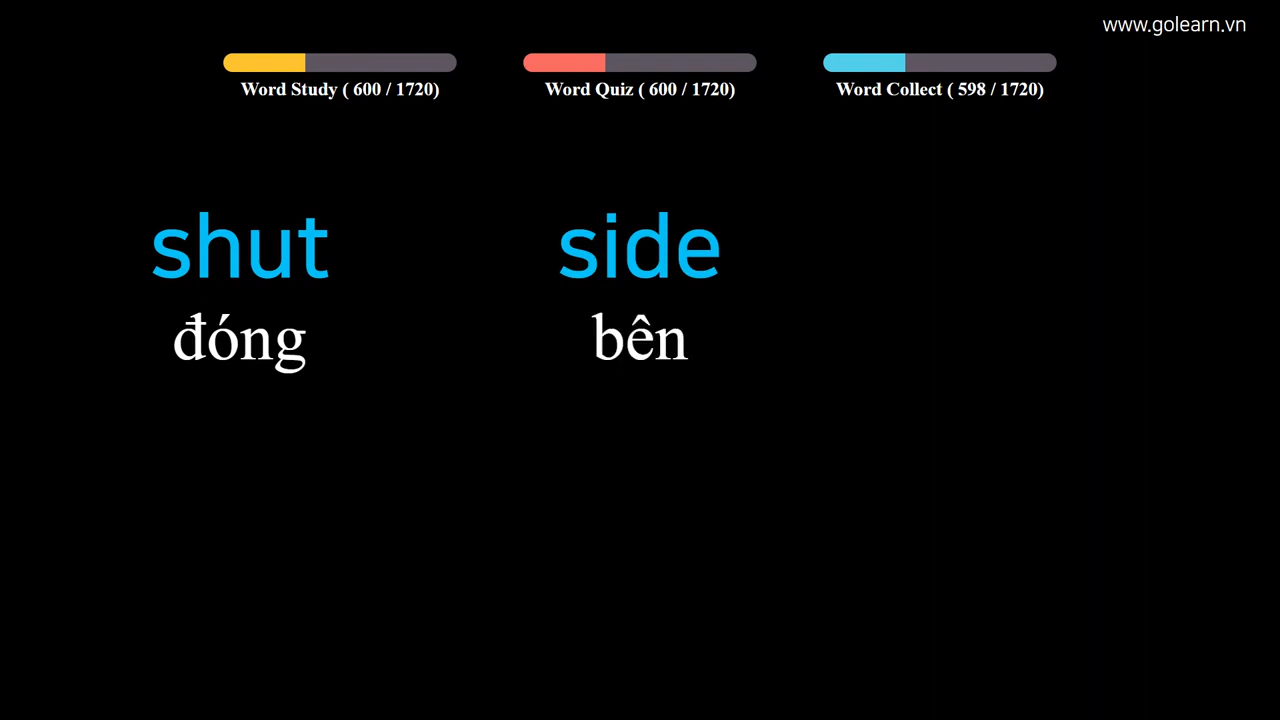 www.golearn.vn
Word Study ( 600 / 1720)
Word Quiz ( 600 / 1720)
Word Collect ( 598 / 1720)
shut
đóng
side
bên